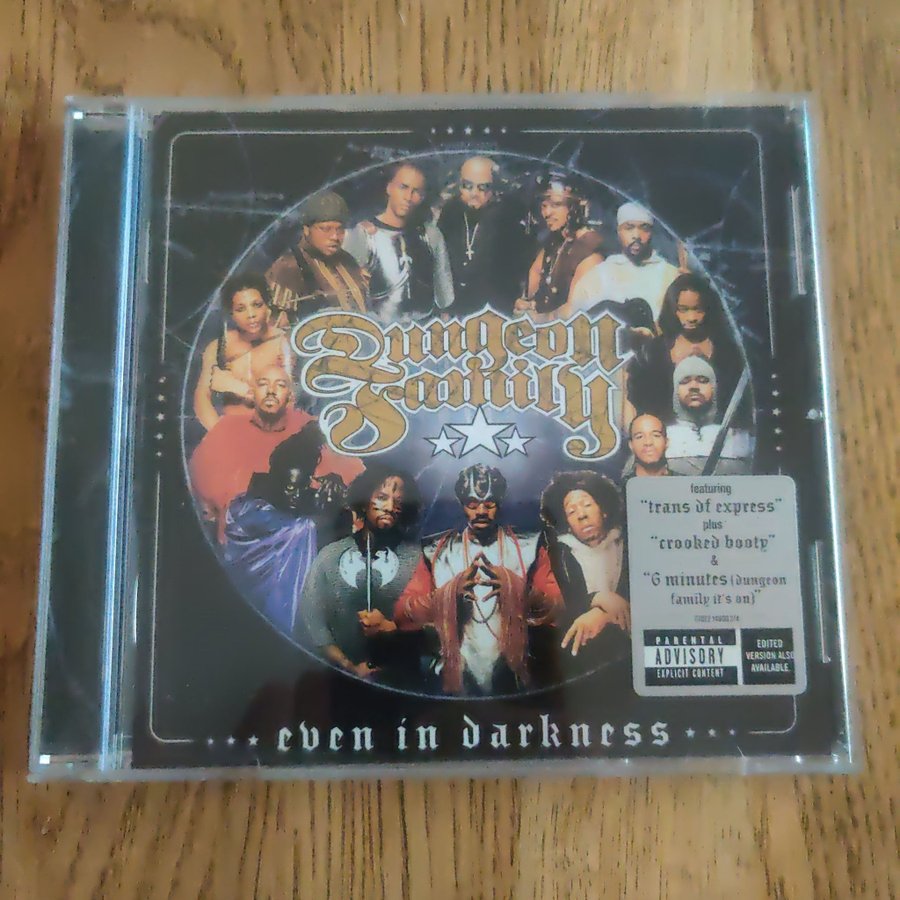 Dungeon
Family
featuring
"trans df express"
plus
"crooked booty"
&
"6 minutes (dungeon
family it's on)"
PARENTAL
ADVISORY
EXPLICIT CONTENT
EDITED
VERSION ALSO
AVAILABLE
even in darkness